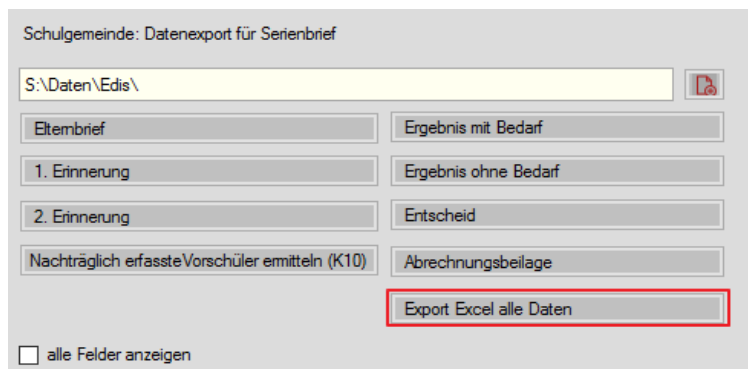 Schulgemeinde: Datenexport für Serienbrief
S:\Daten\Edis\
Elternbrief
Ergebnis mit Bedarf
1. Erinnerung
Ergebnis ohne Bedarf
2. Erinnerung
Entscheid
Nachträglich erfassteVorschüler ermitteln (K10)
Abrechnungsbeilage
Export Excel alle Daten
alle Felder anzeigen